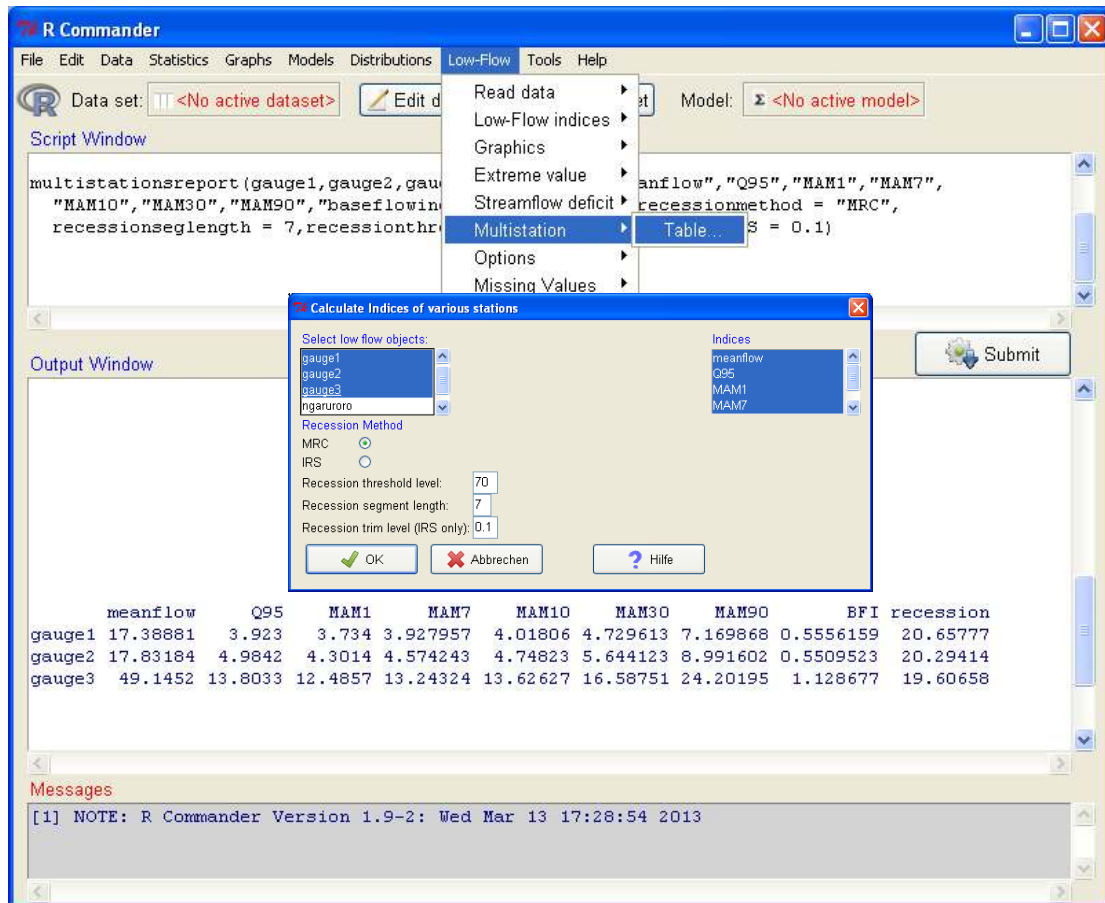 R Commander
File Edit Data Statistics Graphs Models Distributions Low-Flow Tools Help
Data set: <No active dataset> Edit d et Model: Σ <No active model>
Read data
Low-Flow indices
Graphics
Extreme value
Streamflow deficit
Multistation
Options
Missing Values
Table...
Script Window
multistationsreport(gauge1,gauge2,gau anflow","Q95","MAM1","MAM7",
"MAM10","MAM30","MAM90","baseflowin recessionmethod = "MRC",
recessionseglength = 7,recessionthr S = 0.1)
Calculate Indices of various stations
Select low flow objects: Indices
gauge1 meanflow
gauge2 Q95
gauge3 MAM1
ngaruroro MAM7
Recession Method
MRC
IRS
Recession threshold level: 70
Recession segment length: 7
Recession trim level (IRS only): 0.1
OK Abbrechen Hilfe
Output Window
Submit
meanflow Q95 MAM1 MAM7 MAM10 MAM30 MAM90 BFI recession
gauge1 17.38881 3.923 3.734 3.927957 4.01806 4.729613 7.169868 0.5556159 20.65777
gauge2 17.83184 4.9842 4.3014 4.574243 4.74823 5.644123 8.991602 0.5509523 20.29414
gauge3 49.1452 13.8033 12.4857 13.24324 13.62627 16.58751 24.20195 1.128677 19.60658
Messages
[1] NOTE: R Commander Version 1.9-2: Wed Mar 13 17:28:54 2013